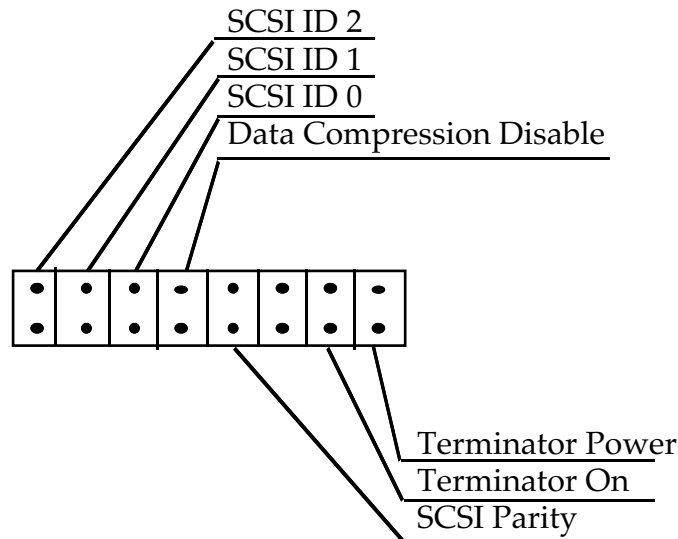 SCSI ID 2
SCSI ID 1
SCSI ID 0
Data Compression Disable
Terminator Power
Terminator On
SCSI Parity